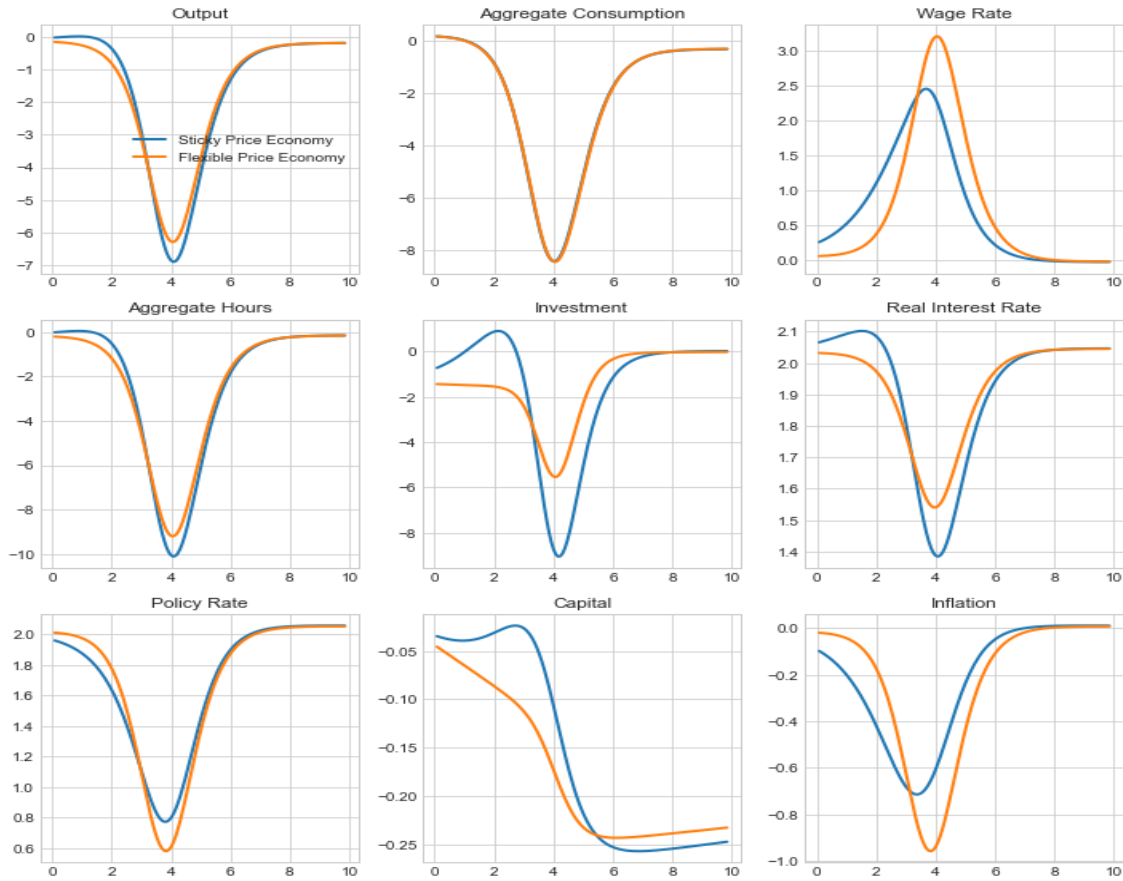 Output
0
−1
−2
−3
−4
−5
−6
−7
0 2 4 6 8 10
Sticky Price Economy
Flexible Price Economy
Aggregate Consumption
0
−2
−4
−6
−8
0 2 4 6 8 10
Wage Rate
3.0
2.5
2.0
1.5
1.0
0.5
0.0
0 2 4 6 8 10
Aggregate Hours
0
−2
−4
−6
−8
−10
0 2 4 6 8 10
Investment
0
−2
−4
−6
−8
0 2 4 6 8 10
Real Interest Rate
2.1
2.0
1.9
1.8
1.7
1.6
1.5
1.4
0 2 4 6 8 10
Policy Rate
2.0
1.8
1.6
1.4
1.2
1.0
0.8
0.6
0 2 4 6 8 10
Capital
−0.05
−0.10
−0.15
−0.20
−0.25
0 2 4 6 8 10
Inflation
0.0
−0.2
−0.4
−0.6
−0.8
−1.0
0 2 4 6 8 10